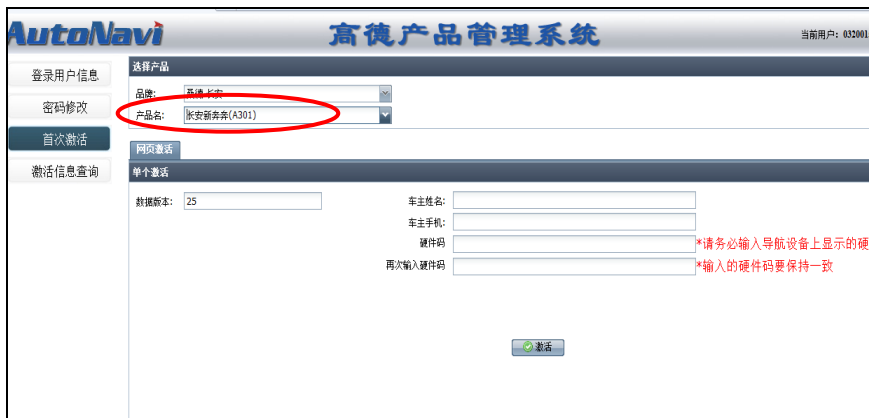 AutoNavi
高德产品管理系统
当前用户: 032001
登录用户信息
密码修改
首次激活
激活信息查询
选择产品
品牌:
产品名: 长安新奔奔(A301)
网页激活
单个激活
数据版本: 25
车主姓名:
车主手机:
硬件码
*请务必输入导航设备上显示的硬
再次输入硬件码
*输入的硬件码要保持一致
激活